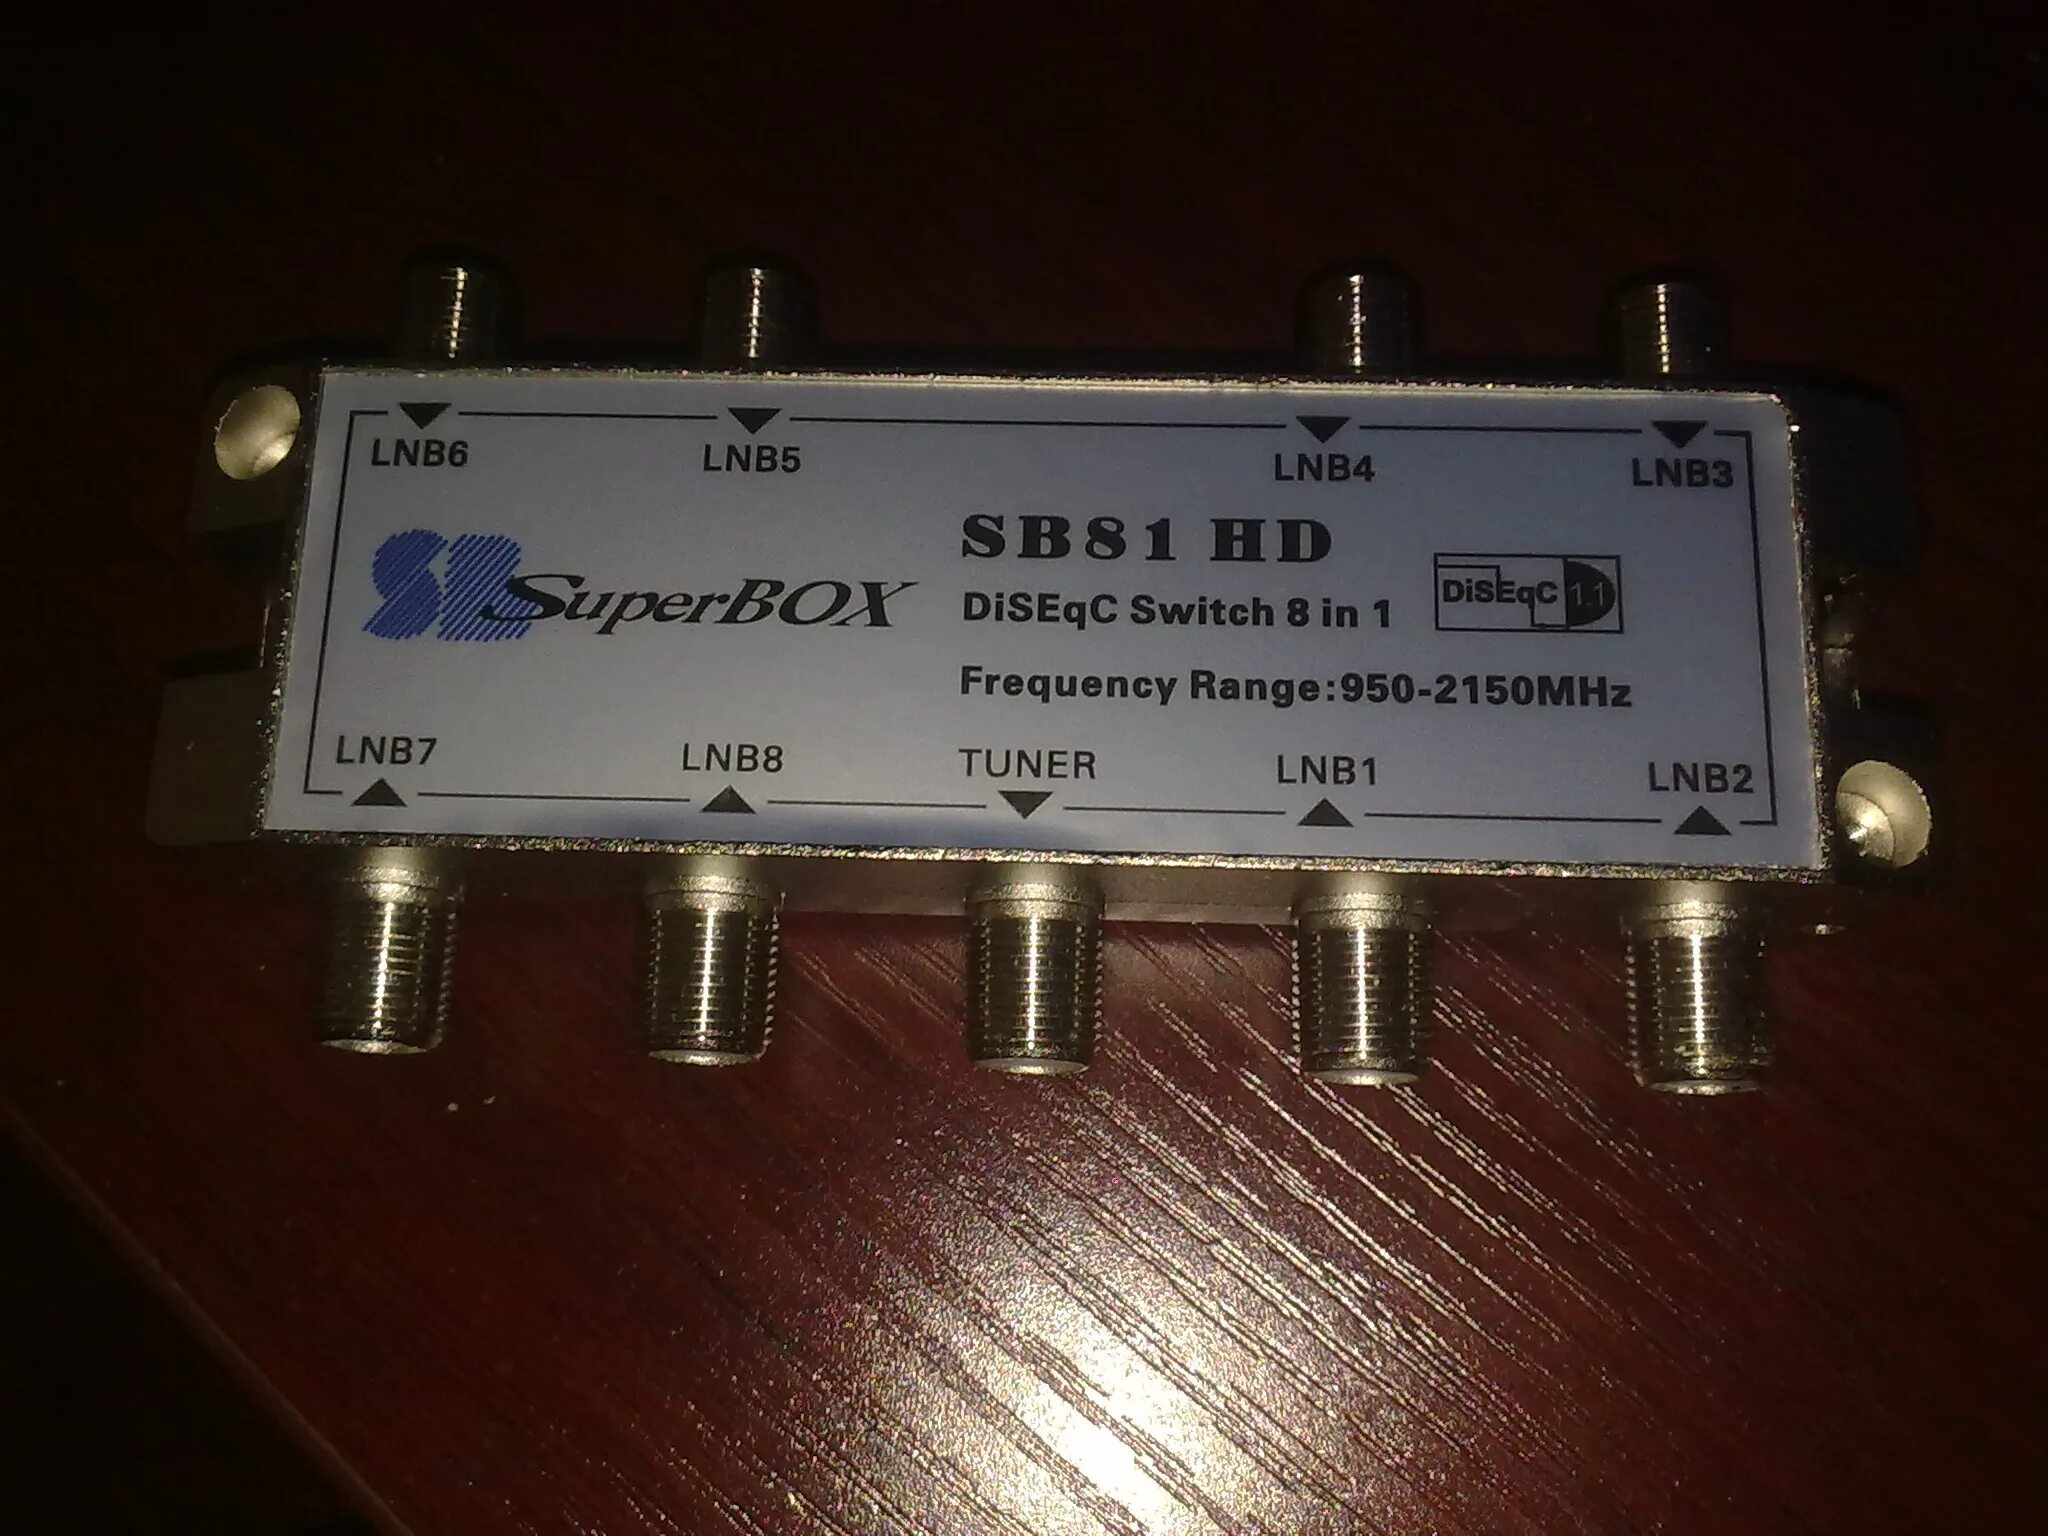 LNB6 LNB5 LNB4 LNB3
SB SuperBOX
SB81 HD
DiSEqC Switch 8 in 1
DiSEqC 1.1
Frequency Range:950-2150MHz
LNB7 LNB8 TUNER LNB1 LNB2